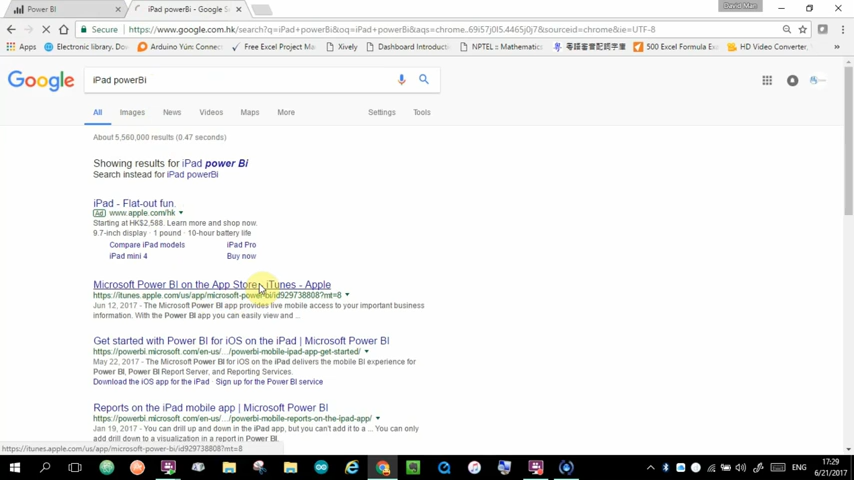 David Man
Power BI
iPad powerBi - Google S
Secure https://www.google.com.hk/search?q=iPad+powerBi&oq=iPad+powerBi&aqs=chrome..69i57j0l5.4465j0j7&sourceid=chrome&ie=UTF-8
Apps Electronic library. Do Arduino Yún: Connect Free Excel Project Ma Xively Dashboard Introducti NPTEL :: Mathematic 粵語審音配詞字庫 500 Excel Formula Ex HD Video Converter,
Google iPad powerBi
All Images News Videos Maps More Settings Tools
About 5,560,000 results (0.47 seconds)
Showing results for iPad power Bi
Search instead for iPad powerBi
iPad - Flat-out fun.
Ad www.apple.com/hk
Starting at HK$2,588. Learn more and shop now.
9.7-inch display · 1 pound · 10-hour battery life
Compare iPad models iPad Pro
iPad mini 4 Buy now
Microsoft Power BI on the App Store - iTunes - Apple
https://itunes.apple.com/us/app/microsoft-power-bi/id929738808?mt=8
Jun 12, 2017 - The Microsoft Power BI app provides live mobile access to your important business
information. With the Power BI app you can easily view and ...
Get started with Power BI for iOS on the iPad | Microsoft Power BI
https://powerbi.microsoft.com/en-us/.../powerbi-mobile-ipad-app-get-started/
May 22, 2017 - The Microsoft Power BI for iOS on the iPad delivers the mobile BI experience for
Power BI, Power BI Report Server, and Reporting Services.
Download the iOS app for the iPad · Sign up for the Power BI service
Reports on the iPad mobile app | Microsoft Power BI
https://powerbi.microsoft.com/en-us/.../powerbi-mobile-reports-on-the-ipad-app/
You can drill up and down in the iPad app, but you can't add it to a ... You can only
add drill down to a visualization in a report in Power BI.
https://itunes.apple.com/us/app/microsoft-power-bi/id929738808?mt=8
ENG
17:29
6/21/2017